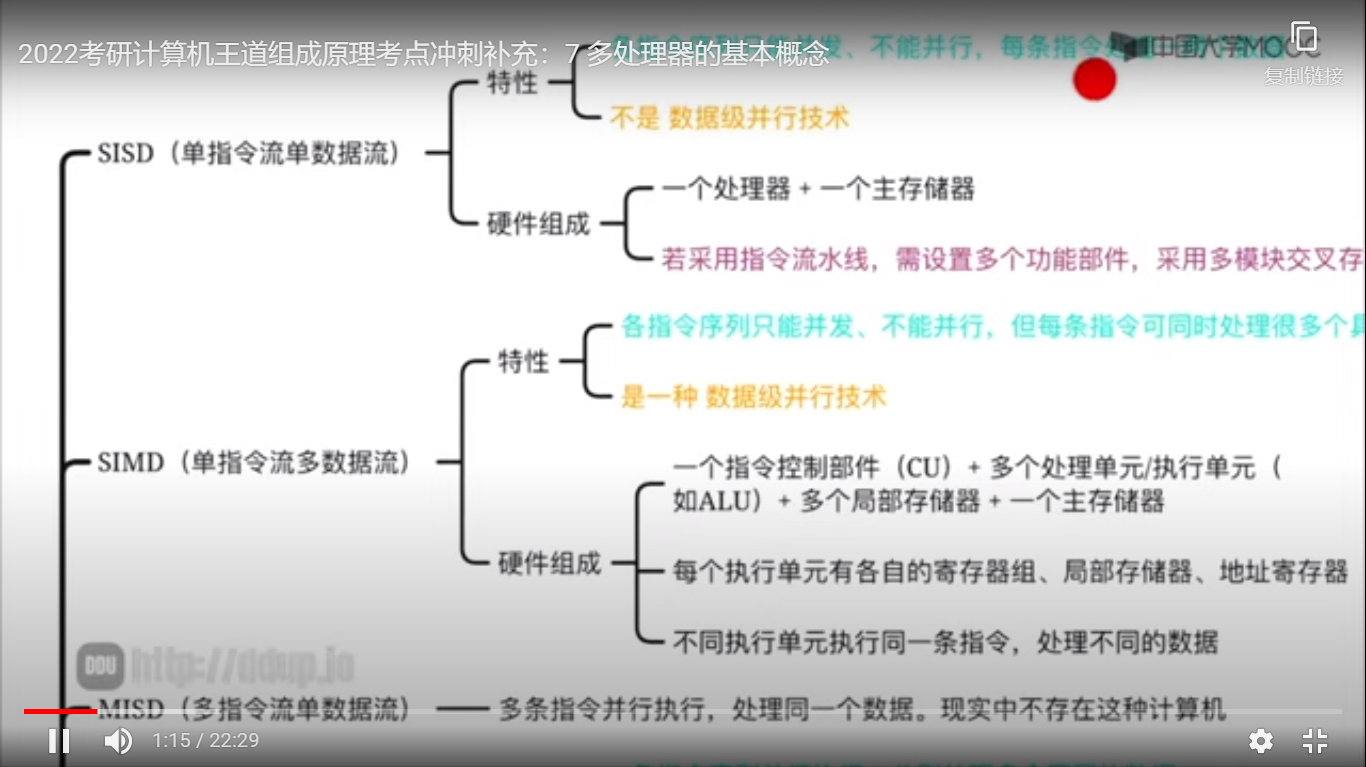 2022考研计算机王道组成原理考点冲刺补充：7 多处理器的基本概念
中国大学MOOC
复制链接
特性
不是 数据级并行技术
SISD（单指令流单数据流）
一个处理器 + 一个主存储器
硬件组成
若采用指令流水线，需设置多个功能部件，采用多模块交叉存
各指令序列只能并发、不能并行，但每条指令可同时处理很多个
特性
是一种 数据级并行技术
SIMD（单指令流多数据流）
一个指令控制部件（CU）+ 多个处理单元/执行单元（
如ALU）+ 多个局部存储器 + 一个主存储器
硬件组成
每个执行单元有各自的寄存器组、局部存储器、地址寄存器
不同执行单元执行同一条指令，处理不同的数据
DDU http://ddup.io
MISD（多指令流单数据流）
多条指令并行执行，处理同一个数据。现实中不存在这种计算机
1:15 / 22:29